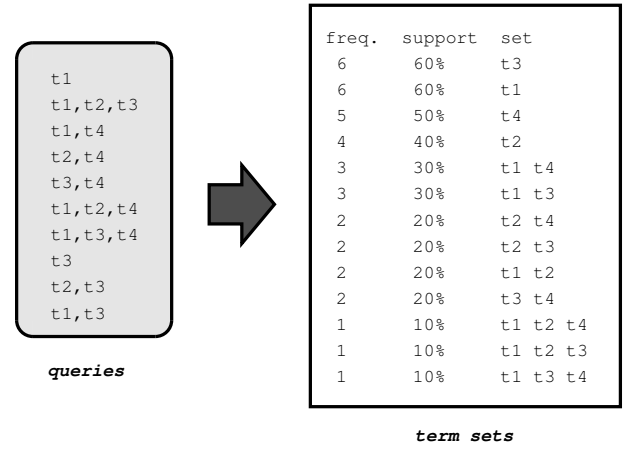 t1
t1,t2,t3
t1,t4
t2,t4
t3,t4
t1,t2,t4
t1,t3,t4
t3
t2,t3
t1,t3
queries
freq. support set
6 60% t3
6 60% t1
5 50% t4
4 40% t2
3 30% t1 t4
3 30% t1 t3
2 20% t2 t4
2 20% t2 t3
2 20% t1 t2
2 20% t3 t4
1 10% t1 t2 t4
1 10% t1 t2 t3
1 10% t1 t3 t4
term sets